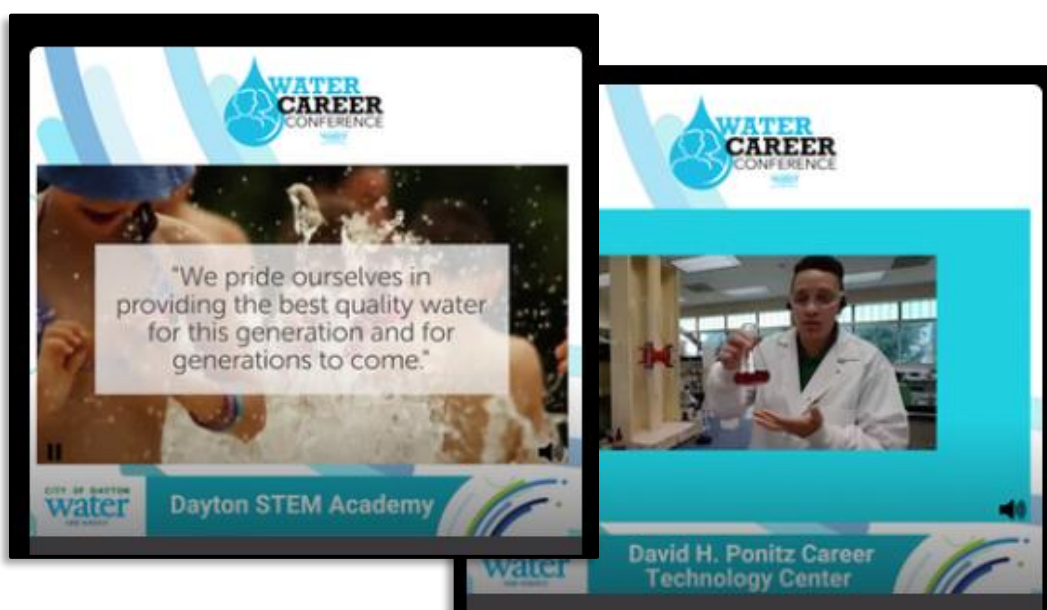 WATER
CAREER
CONFERENCE
"We pride ourselves in
providing the best quality water
for this generation and for
generations to come."
CITY OF DAYTON
water
Dayton STEM Academy
WATER
CAREER
CONFERENCE
water
David H. Ponitz Career
Technology Center